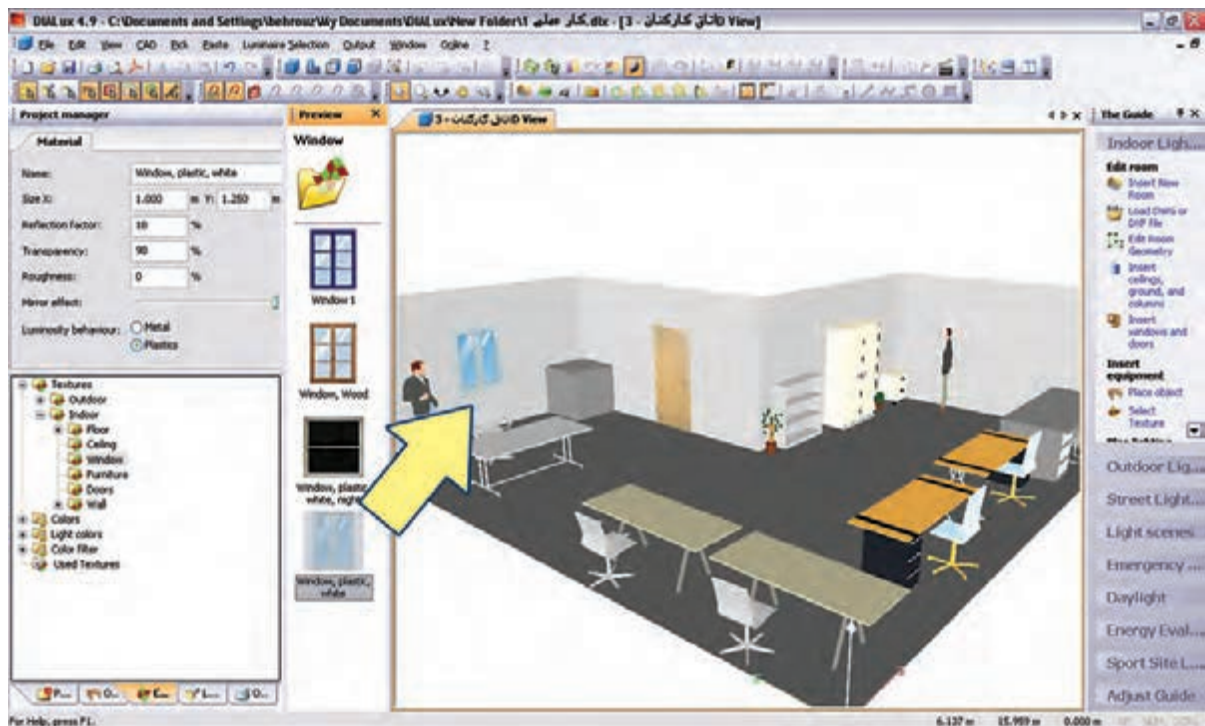 DIALux 4.9 - C:\Documents and Settings\behrouz\My Documents\DIALux\New Folder\1 کار عملی.dlx - [3 - اتاق کارکنان D View]
File Edit View CAD Edit Paste Luminaire Selection Output Window Online ?
Project manager
Material
Name: Window, plastic, white
Size X: 1.000 m Y: 1.250 m
Reflection factor: 10 %
Transparency: 90 %
Roughness: 0 %
Mirror effect:
Luminosity behaviour: Metal
Plastics
Textures
Outdoor
Indoor
Floor
Ceiling
Window
Furniture
Doors
Wall
Colors
Light colors
Color filter
Used Textures
P... O... E... L... O...
For Help, press F1.
Preview
Window
Window 1
Window, Wood
Window, plastic,
white, night
Window, plastic,
white
3 - اتاق کارکنان D View
The Guide
Indoor Ligh...
Edit room
Insert New
Room
Load DWG or
DXF file
Edit Room
Geometry
Insert
ceilings,
ground, and
columns
Insert
windows and
doors
Insert
equipment
Place object
Select
Texture
Outdoor Lig...
Street Light...
Light scenes
Emergency ...
Daylight
Energy Eval...
Sport Site L...
Adjust Guide
6.137 m 15.959 m 0.000 m